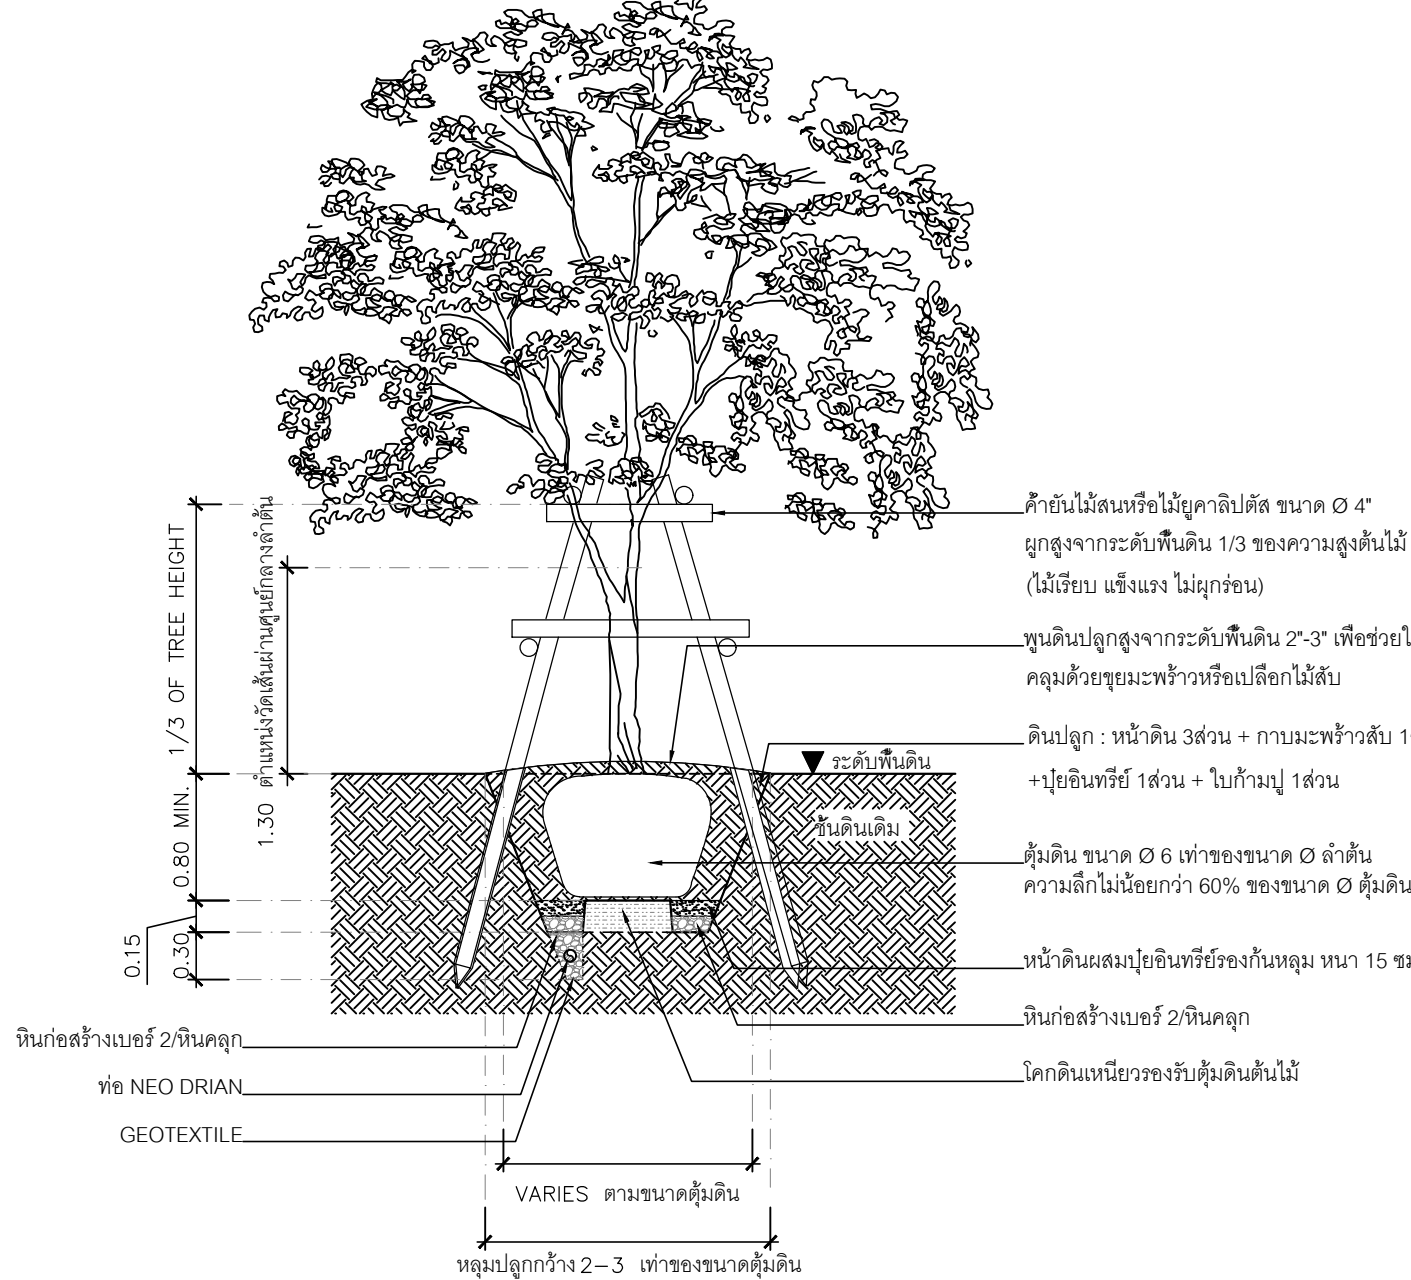 ค้ำยันไม้สนหรือไม้ยูคาลิปตัส ขนาด Ø 4"
ผูกสูงจากระดับพื้นดิน 1/3 ของความสูงต้นไม้
(ไม้เรียบ แข็งแรง ไม่ผุกร่อน)
พูนดินปลูกสูงจากระดับพื้นดิน 2"-3" เพื่อช่วยใ
คลุมด้วยขุยมะพร้าวหรือเปลือกไม้สับ
ดินปลูก : หน้าดิน 3ส่วน + กาบมะพร้าวสับ 1
+ปุ๋ยอินทรีย์ 1ส่วน + ใบก้ามปู 1ส่วน
ระดับพื้นดิน
ชั้นดินเดิม
ตุ้มดิน ขนาด Ø 6 เท่าของขนาด Ø ลำต้น
ความลึกไม่น้อยกว่า 60% ของขนาด Ø ตุ้มดิน
หน้าดินผสมปุ๋ยอินทรีย์รองก้นหลุม หนา 15 ซม
หินก่อสร้างเบอร์ 2/หินคลุก
โคกดินเหนียวรองรับตุ้มดินต้นไม้
1/3 OF TREE HEIGHT
1.30 ตำแหน่งวัดเส้นผ่านศูนย์กลางลำต้น
0.80 MIN.
0.15
0.30
หินก่อสร้างเบอร์ 2/หินคลุก
ท่อ NEO DRIAN
GEOTEXTILE
VARIES ตามขนาดตุ้มดิน
หลุมปลูกกว้าง 2-3 เท่าของขนาดตุ้มดิน